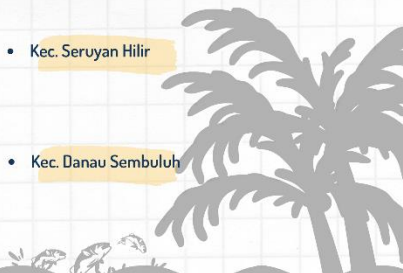 • Kec. Seruyan Hilir
• Kec. Danau Sembuluh